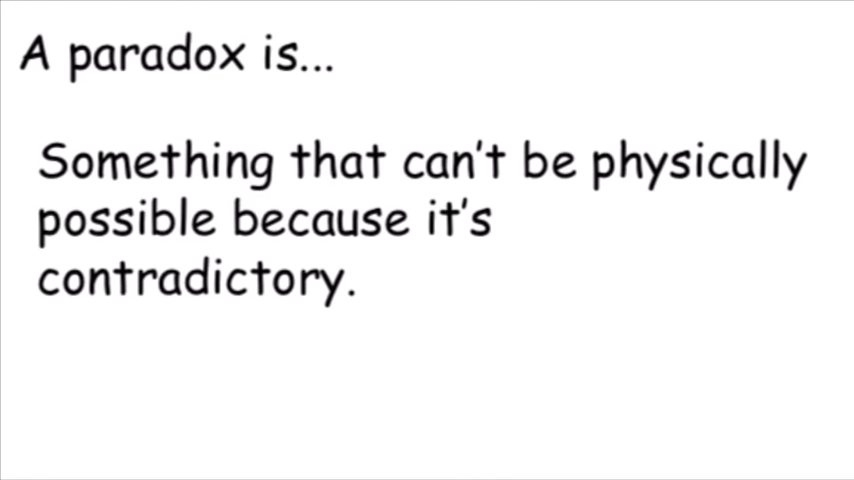 A paradox is...
Something that can't be physically
possible because it's
contradictory.